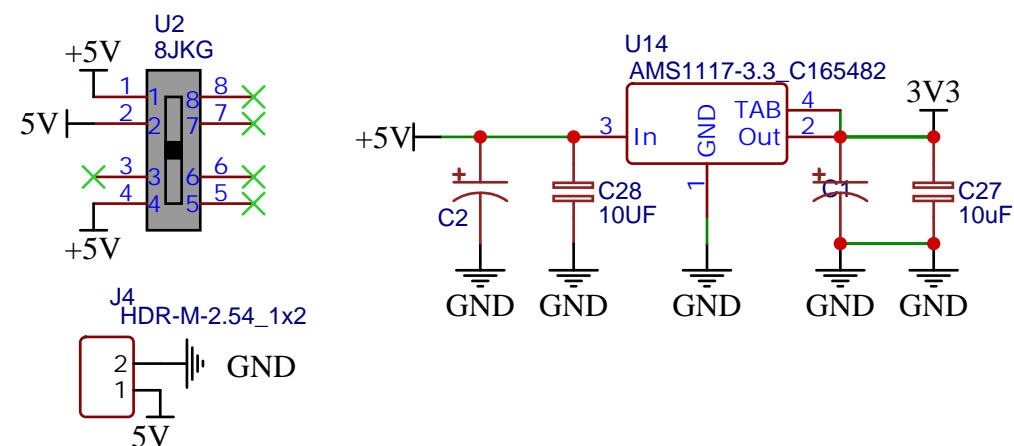 U2
8JKG
+5V
1 1 8 8
5V 2 2 7 7
3 3 6 6
4 4 5 5
+5V
J4
HDR-M-2.54_1x2
2 GND
1
5V
U14
AMS1117-3.3_C165482
3V3
+5V 3 In GND TAB 4
Out 2
1
+ C2
C28
10UF
+ C1
C27
10uF
GND GND GND GND GND